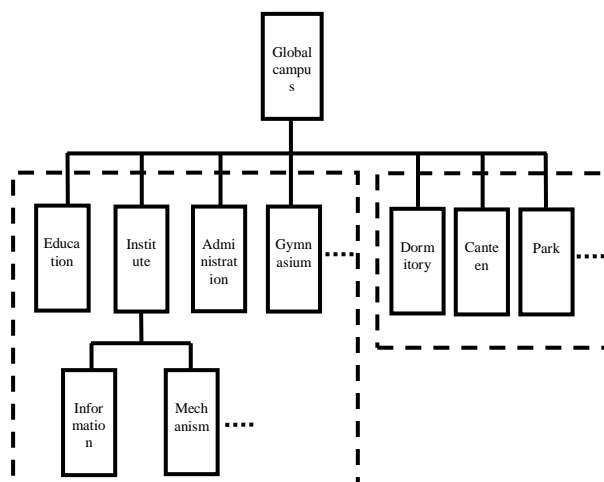 Global
campu
s
Educa
tion
Instit
ute
Admi
nistrat
ion
Gymn
asium
Dorm
itory
Cante
en
Park
Infor
matio
n
Mech
anism